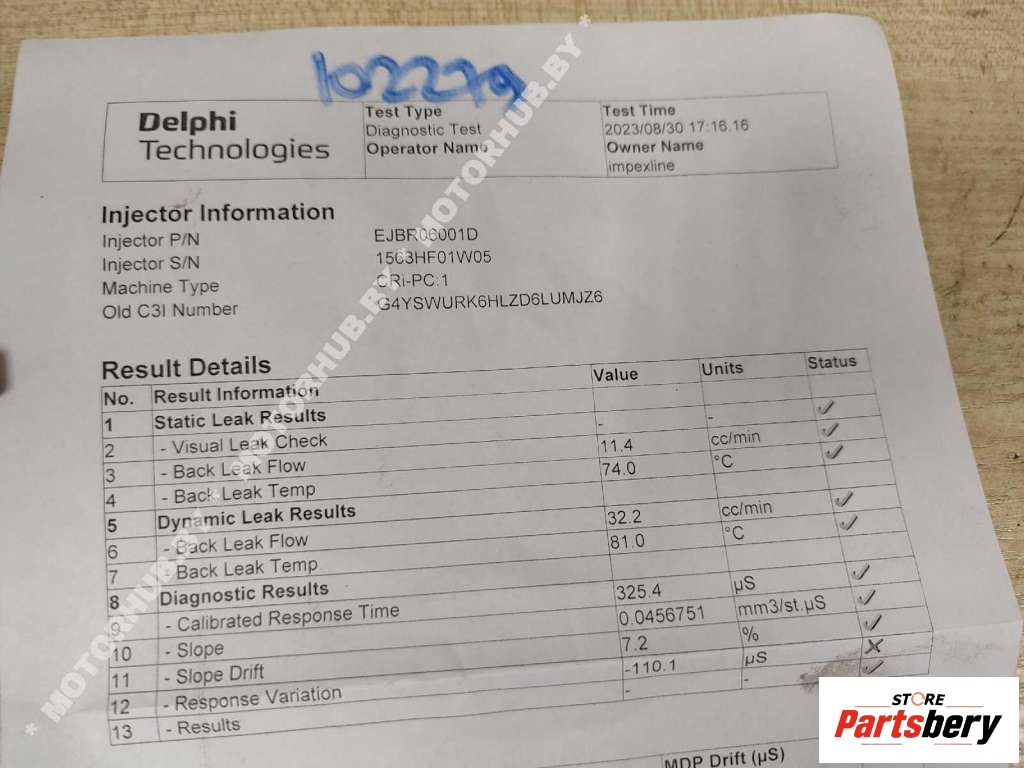 102279
Delphi
Technologies
Test Type
Diagnostic Test
Operator Name
Test Time
2023/08/30 17:16.16
Owner Name
impexline
Injector Information
Injector P/N EJBR06001D
Injector S/N 1563HF01W05
Machine Type CRi-PC:1
Old C3I Number G4YSWURK6HLZD6LUMJZ6
Result Details
No. Result Information Value Units Status
1 Static Leak Results
2 - Visual Leak Check - - ✓
3 - Back Leak Flow 11.4 cc/min ✓
4 - Back Leak Temp 74.0 °C ✓
5 Dynamic Leak Results
6 - Back Leak Flow 32.2 cc/min ✓
7 - Back Leak Temp 81.0 °C ✓
8 Diagnostic Results
9 - Calibrated Response Time 325.4 µS ✓
10 - Slope 0.0456751 mm3/st.µS ✓
11 - Slope Drift 7.2 % ✓
12 - Response Variation -110.1 µS ✗
13 - Results - - ✓
MDP Drift (µS)
* MOTORHUB.BY * MOTORHUB.BY * MOTORHUB.BY *
STORE
Partsbery